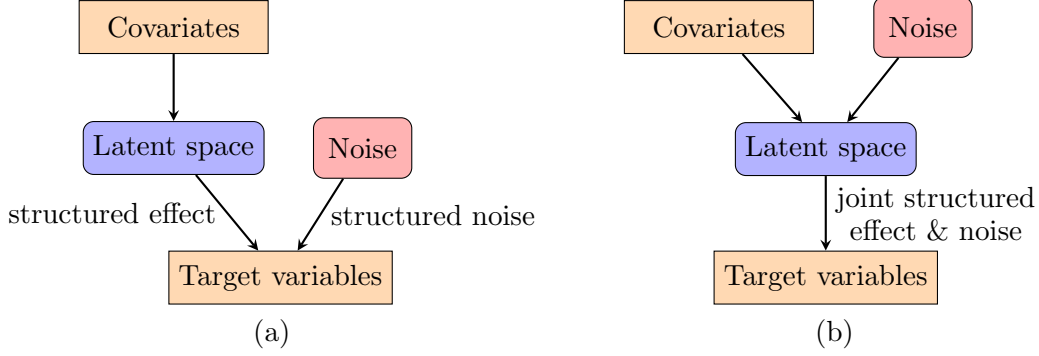 Covariates
Latent space
Noise
structured effect
structured noise
Target variables
(a)
Covariates
Noise
Latent space
joint structured
effect & noise
Target variables
(b)